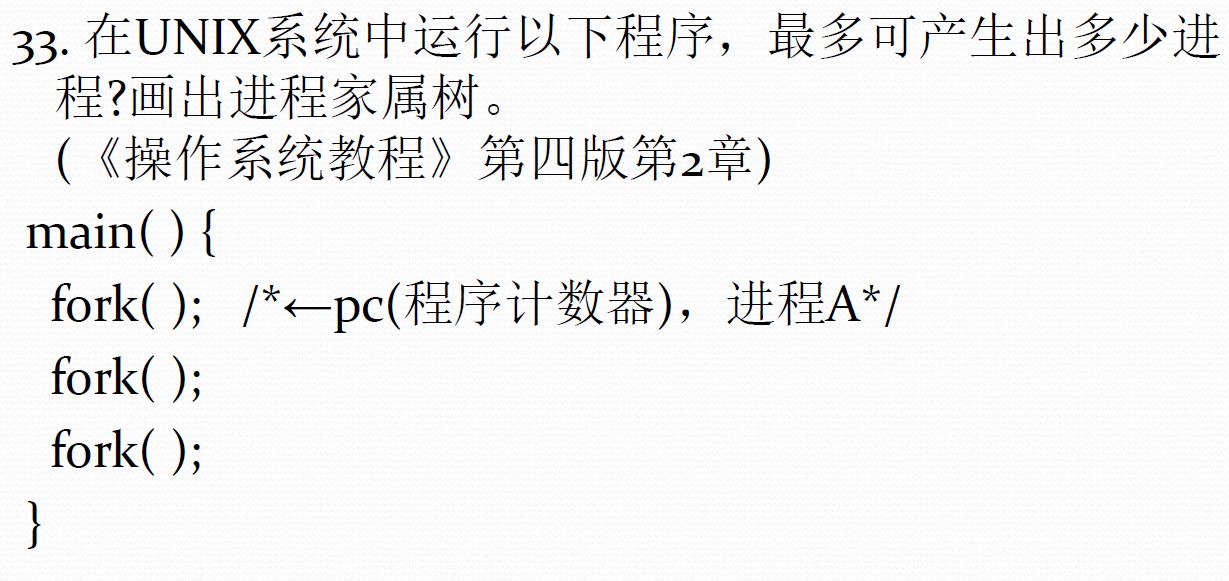 33. 在UNIX系统中运行以下程序，最多可产生出多少进
程?画出进程家属树。
(《操作系统教程》第四版第2章)
main( ) {
fork( ); /*←pc(程序计数器)，进程A*/
fork( );
fork( );
}